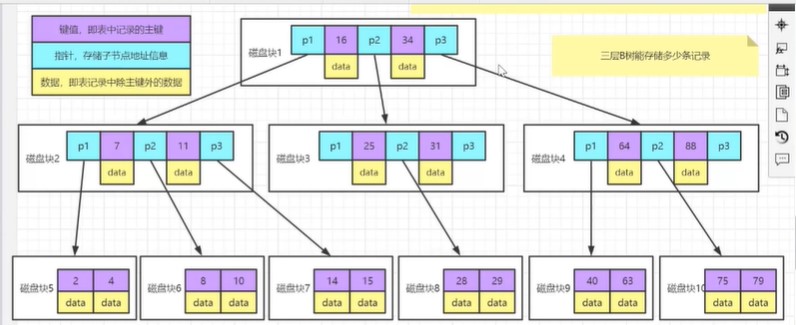 键值，即表中记录的主键
指针，存储子节点地址信息
数据，即表记录中除主键外的数据
磁盘块1
p1 16 p2 34 p3
data data
三层B树能存储多少条记录
磁盘块2
p1 7 p2 11 p3
data data
磁盘块3
p1 25 p2 31 p3
data data
磁盘块4
p1 64 p2 88 p3
data data
磁盘块5
2 4
data data
磁盘块6
8 10
data data
磁盘块7
14 15
data data
磁盘块8
28 29
data data
磁盘块9
40 63
data data
磁盘块10
75 79
data data